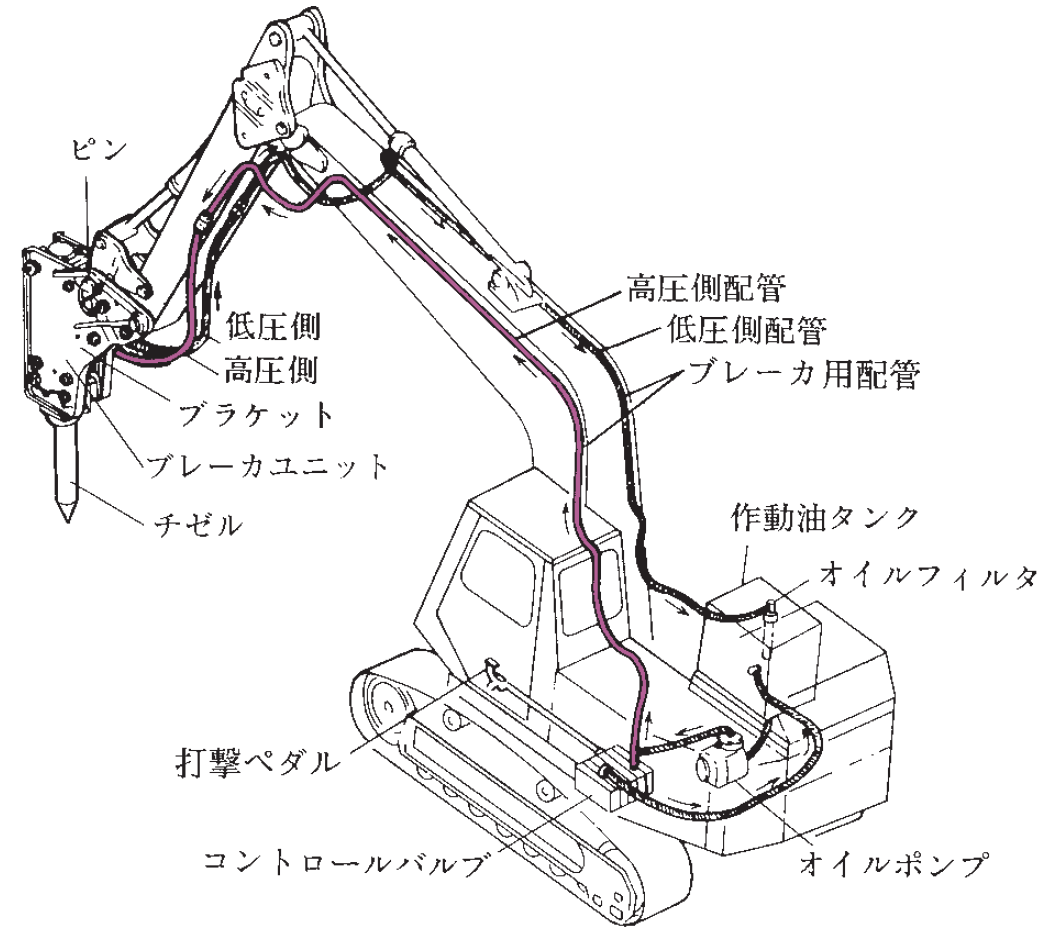 ピン
高圧側配管
低圧側配管
低圧側
高圧側
ブレーカ用配管
ブラケット
ブレーカユニット
チゼル
作動油タンク
オイルフィルタ
打撃ペダル
コントロールバルブ
オイルポンプ